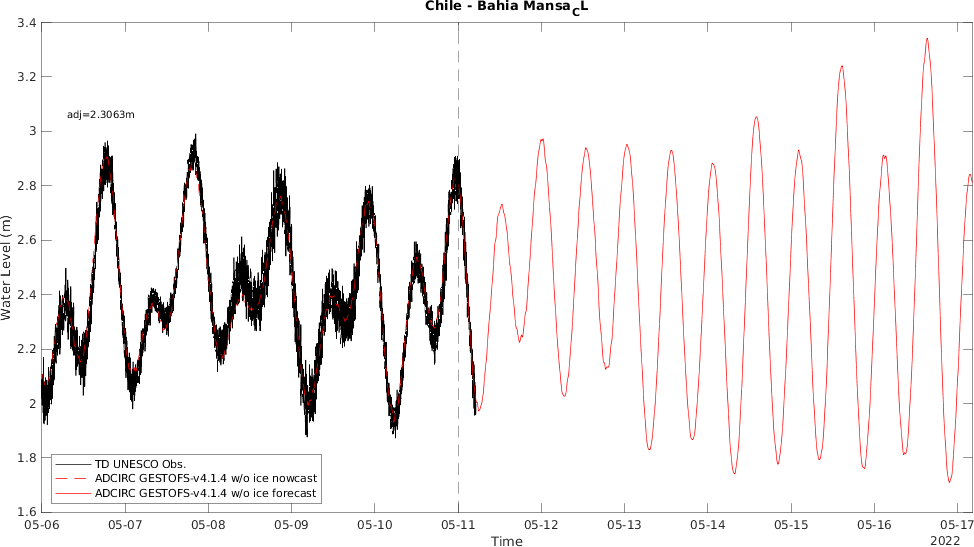 Chile - Bahia Mansa_CL
3.4
3.2
3
2.8
2.6
2.4
2.2
2
1.8
1.6
Water Level (m)
adj=2.3063m
TD UNESCO Obs.
ADCIRC GESTOFS-v4.1.4 w/o ice nowcast
ADCIRC GESTOFS-v4.1.4 w/o ice forecast
05-06 05-07 05-08 05-09 05-10 05-11 05-12 05-13 05-14 05-15 05-16 05-17
Time
2022